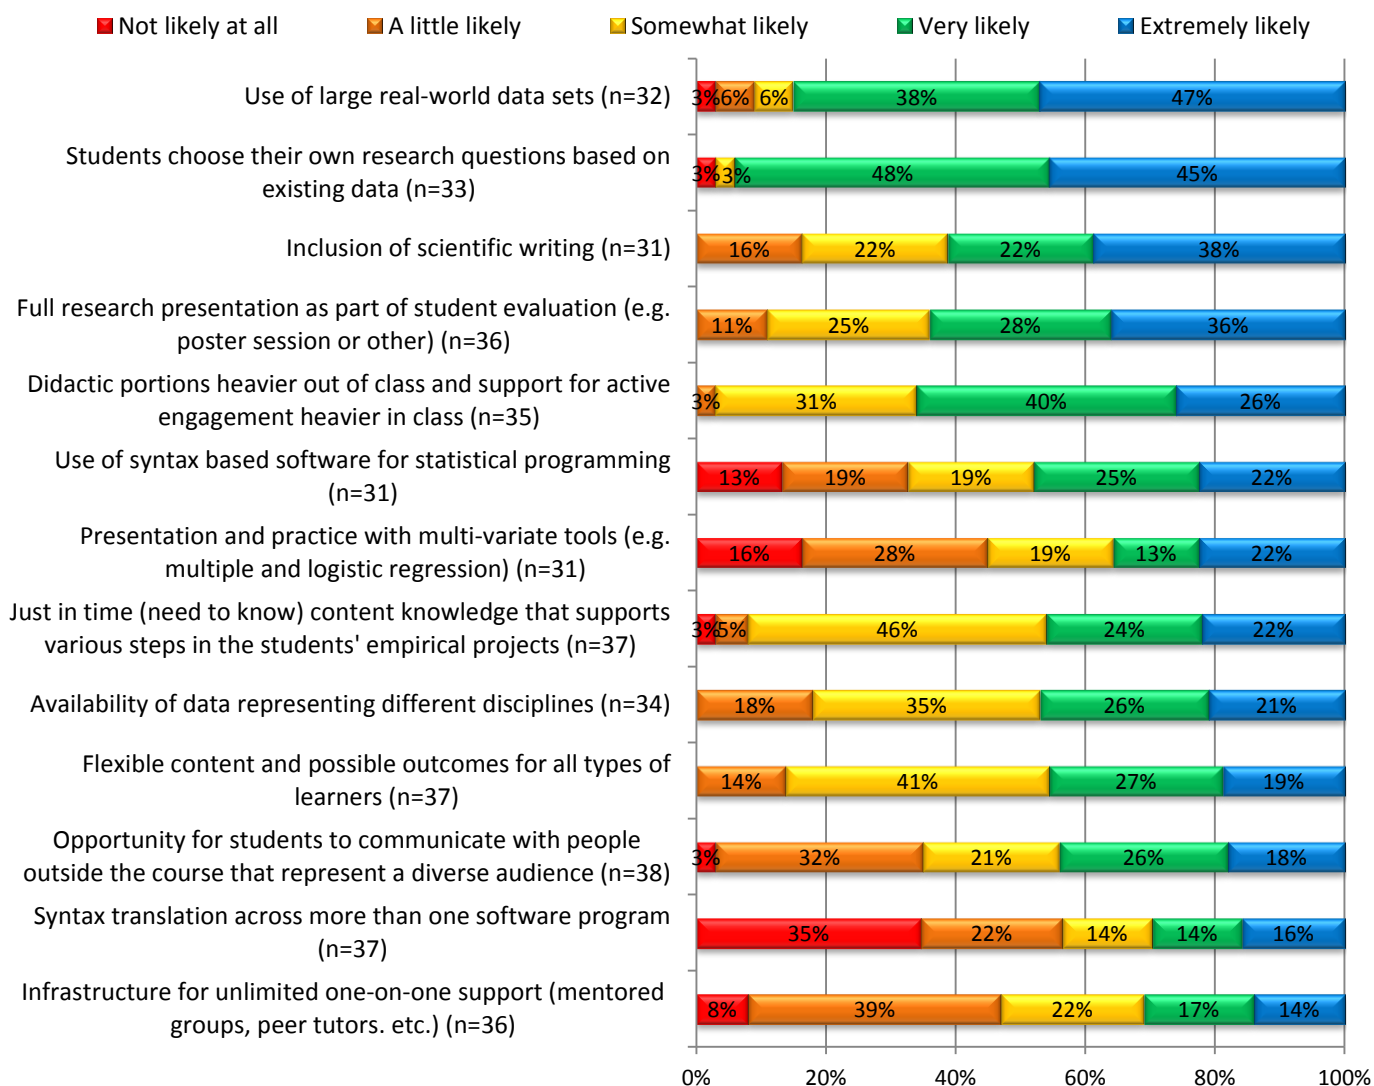 Not likely at all A little likely Somewhat likely Very likely Extremely likely
Use of large real-world data sets (n=32) 3% 6% 6% 38% 47%
Students choose their own research questions based on
existing data (n=33) 3% 3% 48% 45%
Inclusion of scientific writing (n=31) 16% 22% 22% 38%
Full research presentation as part of student evaluation (e.g.
poster session or other) (n=36) 11% 25% 28% 36%
Didactic portions heavier out of class and support for active
engagement heavier in class (n=35) 3% 31% 40% 26%
Use of syntax based software for statistical programming
(n=31) 13% 19% 19% 25% 22%
Presentation and practice with multi-variate tools (e.g.
multiple and logistic regression) (n=31) 16% 28% 19% 13% 22%
Just in time (need to know) content knowledge that supports
various steps in the students' empirical projects (n=37) 3% 5% 46% 24% 22%
Availability of data representing different disciplines (n=34) 18% 35% 26% 21%
Flexible content and possible outcomes for all types of
learners (n=37) 14% 41% 27% 19%
Opportunity for students to communicate with people
outside the course that represent a diverse audience (n=38) 3% 32% 21% 26% 18%
Syntax translation across more than one software program
(n=37) 35% 22% 14% 14% 16%
Infrastructure for unlimited one-on-one support (mentored
groups, peer tutors. etc.) (n=36) 8% 39% 22% 17% 14%
0% 20% 40% 60% 80% 100%